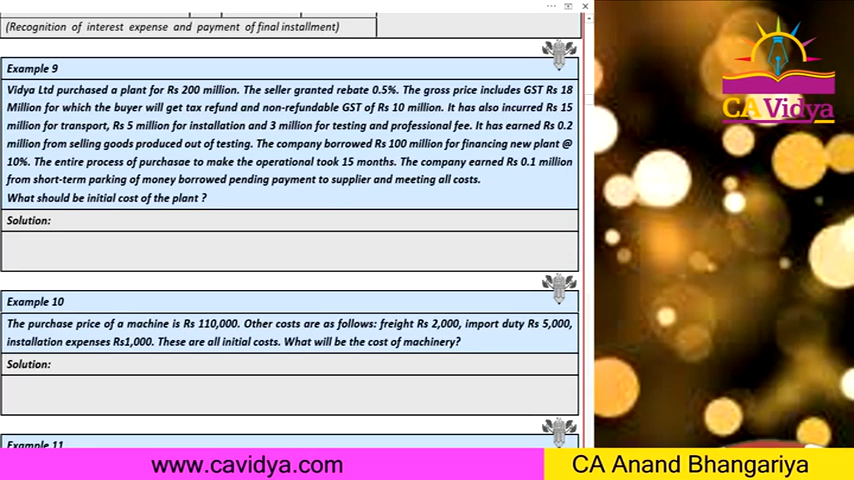 (Recognition of interest expense and payment of final installment)
Example 9
Vidya Ltd purchased a plant for Rs 200 million. The seller granted rebate 0.5%. The gross price includes GST Rs 18
Million for which the buyer will get tax refund and non-refundable GST of Rs 10 million. It has also incurred Rs 15
million for transport, Rs 5 million for installation and 3 million for testing and professional fee. It has earned Rs 0.2
million from selling goods produced out of testing. The company borrowed Rs 100 million for financing new plant @
10%. The entire process of purchasae to make the operational took 15 months. The company earned Rs 0.1 million
from short-term parking of money borrowed pending payment to supplier and meeting all costs.
What should be initial cost of the plant ?
Solution:
Example 10
The purchase price of a machine is Rs 110,000. Other costs are as follows: freight Rs 2,000, import duty Rs 5,000,
installation expenses Rs1,000. These are all initial costs. What will be the cost of machinery?
Solution:
Example 11
CA Vidya
www.cavidya.com
CA Anand Bhangariya